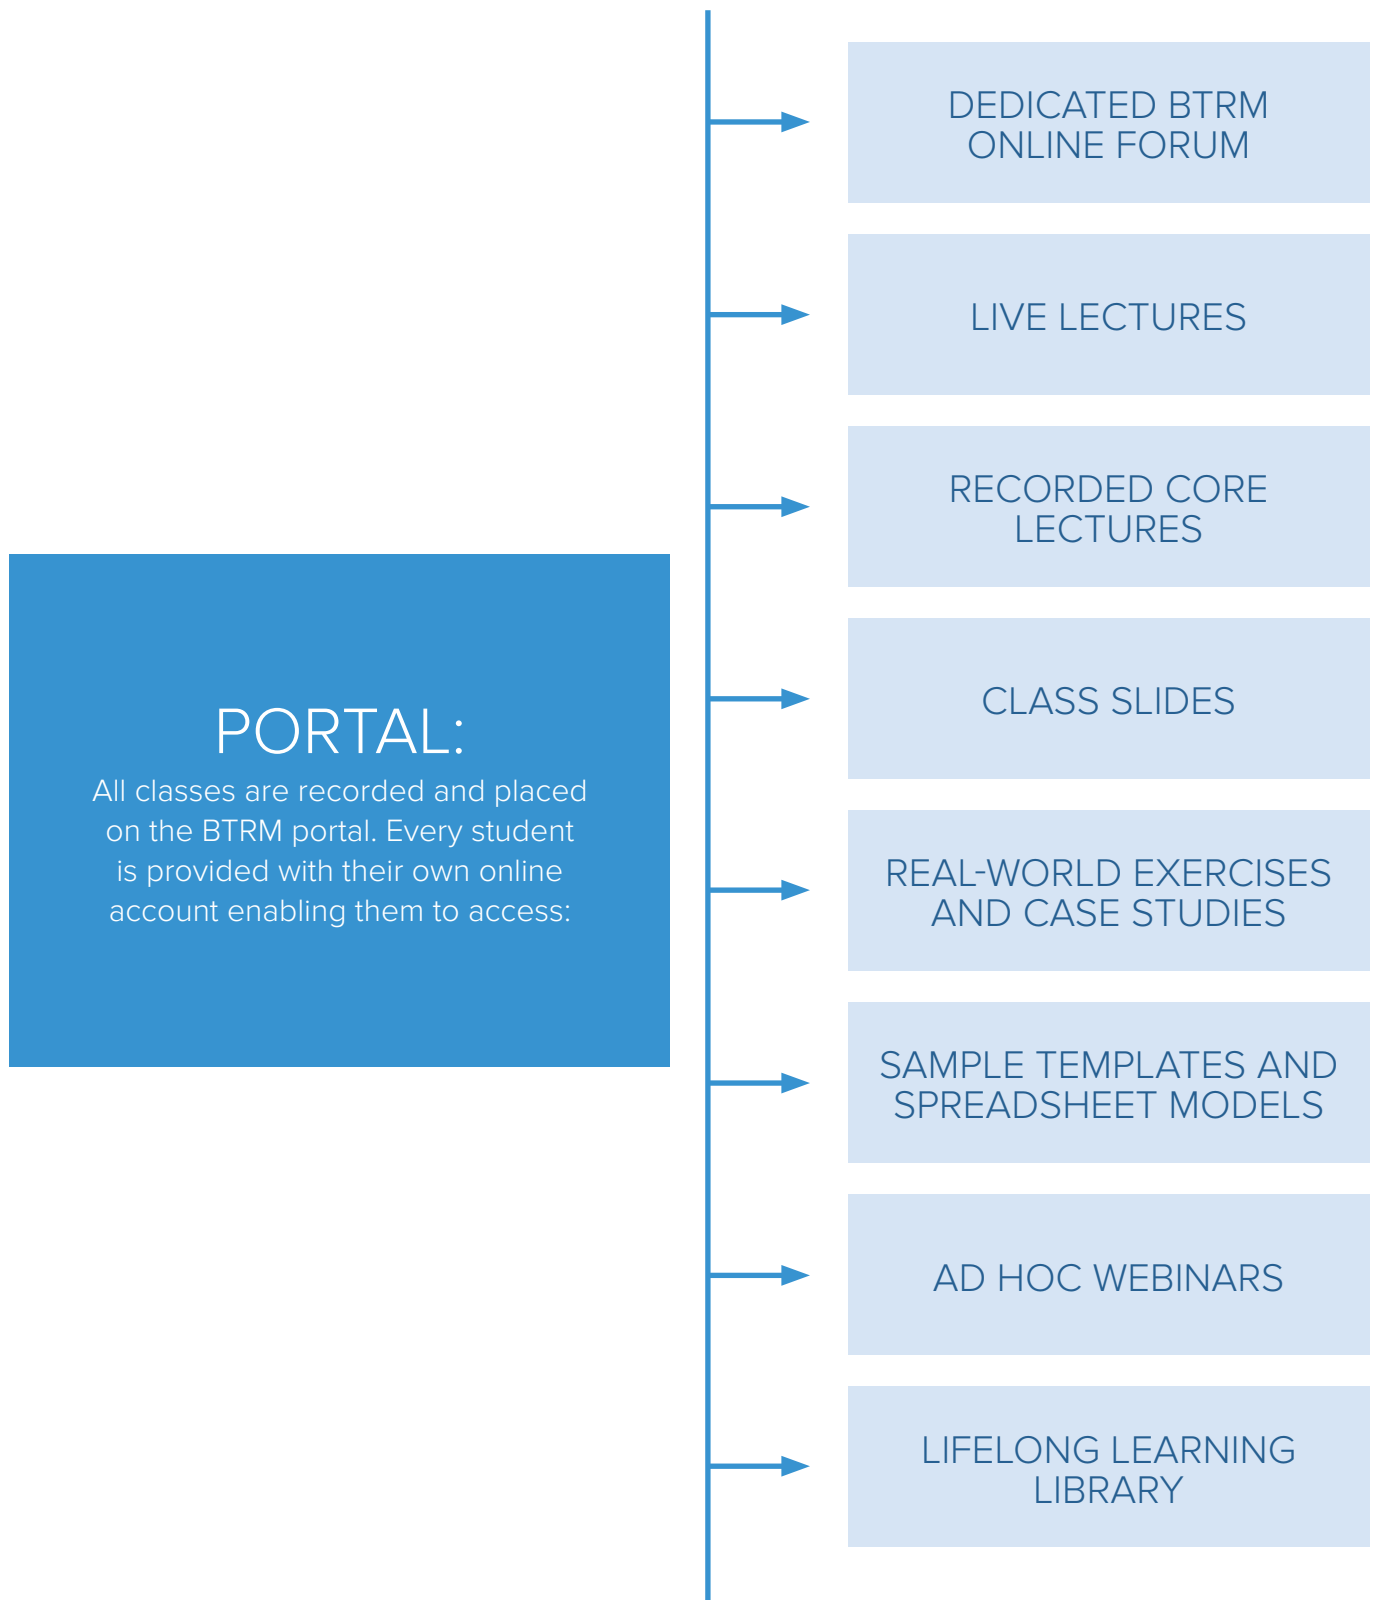 PORTAL:
All classes are recorded and placed
on the BTRM portal. Every student
is provided with their own online
account enabling them to access:
DEDICATED BTRM
ONLINE FORUM
LIVE LECTURES
RECORDED CORE
LECTURES
CLASS SLIDES
REAL-WORLD EXERCISES
AND CASE STUDIES
SAMPLE TEMPLATES AND
SPREADSHEET MODELS
AD HOC WEBINARS
LIFELONG LEARNING
LIBRARY